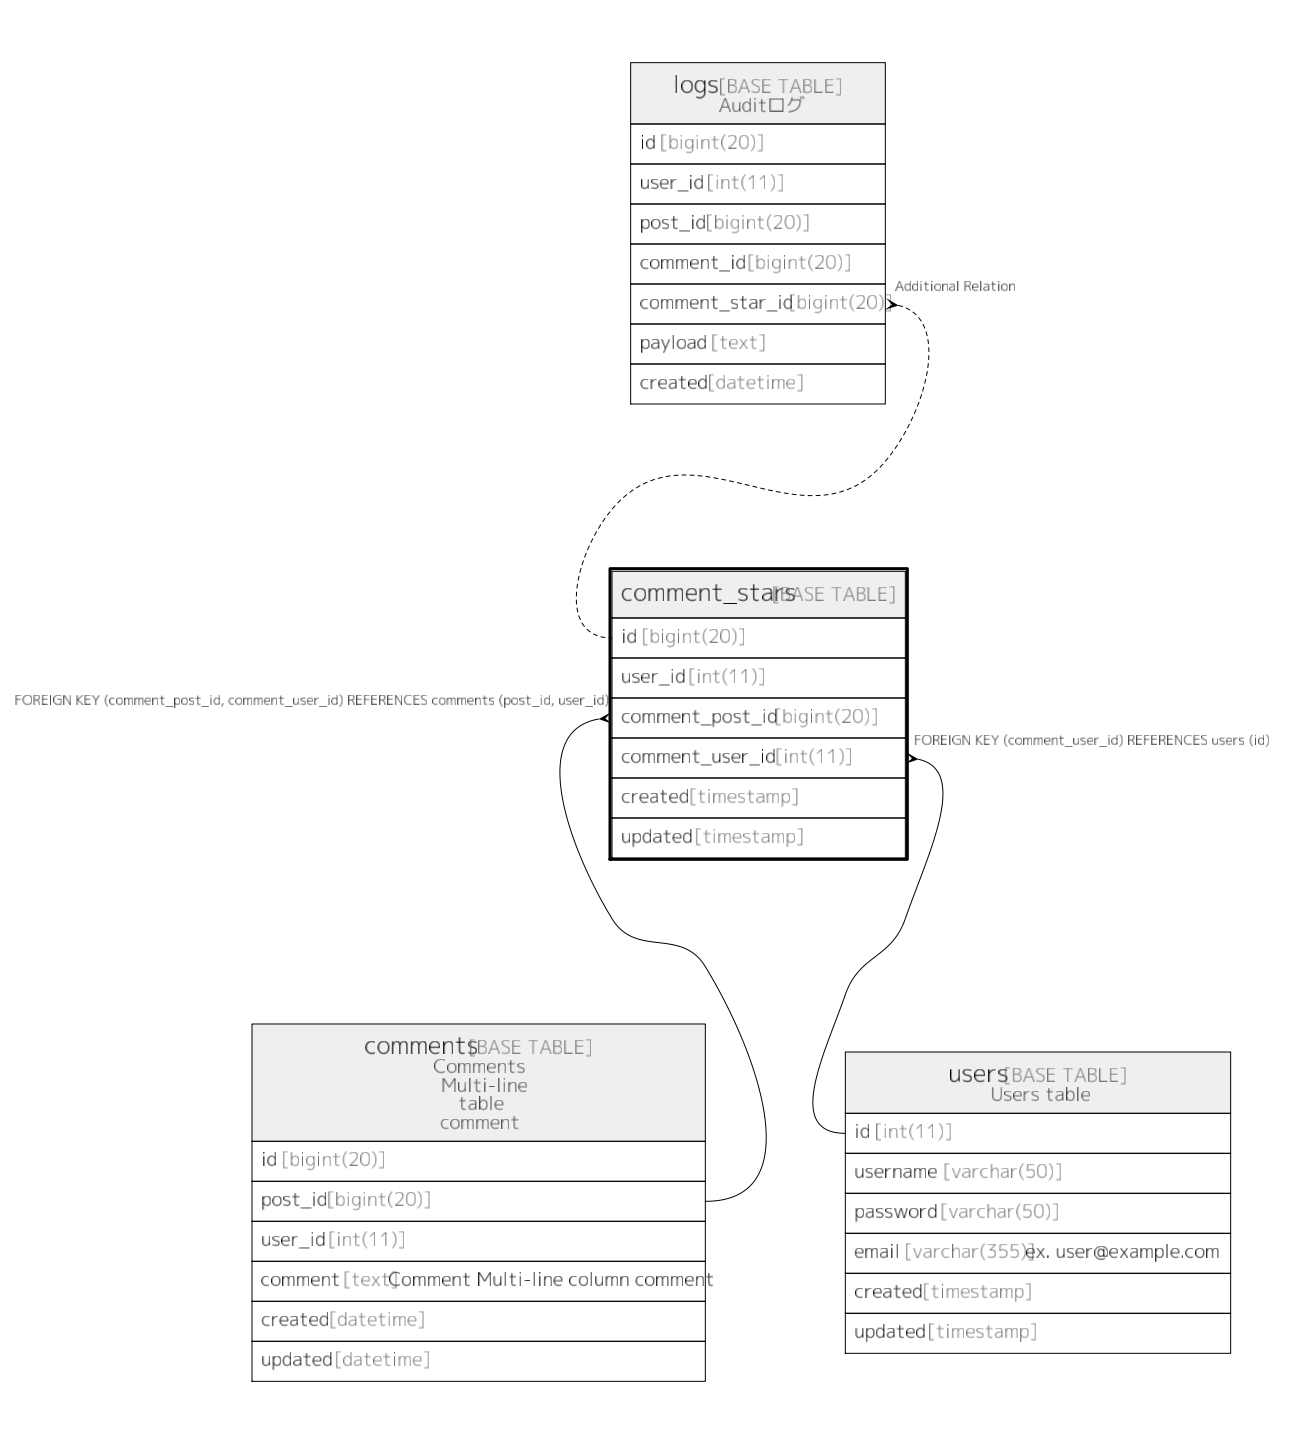 logs [BASE TABLE]
Auditログ
id [bigint(20)]
user_id [int(11)]
post_id [bigint(20)]
comment_id [bigint(20)]
Additional Relation
comment_star_id [bigint(20)]
payload [text]
created [datetime]
comment_stars [BASE TABLE]
id [bigint(20)]
user_id [int(11)]
FOREIGN KEY (comment_post_id, comment_user_id) REFERENCES comments (post_id, user_id)
comment_post_id [bigint(20)]
FOREIGN KEY (comment_user_id) REFERENCES users (id)
comment_user_id [int(11)]
created [timestamp]
updated [timestamp]
comments [BASE TABLE]
Comments
Multi-line
table
comment
id [bigint(20)]
post_id [bigint(20)]
user_id [int(11)]
comment [text] Comment Multi-line column comment
created [datetime]
updated [datetime]
users [BASE TABLE]
Users table
id [int(11)]
username [varchar(50)]
password [varchar(50)]
email [varchar(355)] ex. user@example.com
created [timestamp]
updated [timestamp]